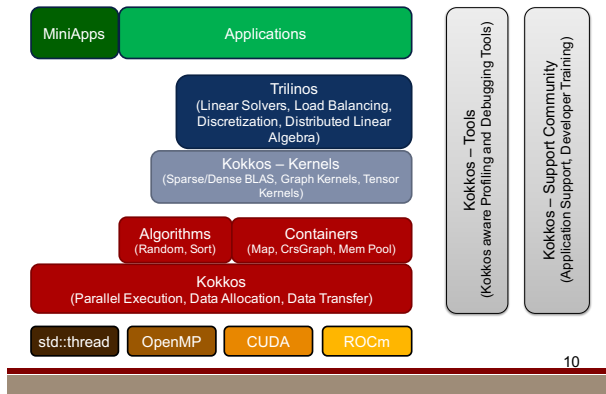 MiniApps
Applications
Trilinos
(Linear Solvers, Load Balancing,
Discretization, Distributed Linear
Algebra)
Kokkos – Kernels
(Sparse/Dense BLAS, Graph Kernels, Tensor
Kernels)
Algorithms
(Random, Sort)
Containers
(Map, CrsGraph, Mem Pool)
Kokkos
(Parallel Execution, Data Allocation, Data Transfer)
std::thread
OpenMP
CUDA
ROCm
Kokkos – Tools
(Kokkos aware Profiling and Debugging Tools)
Kokkos – Support Community
(Application Support, Developer Training)
10